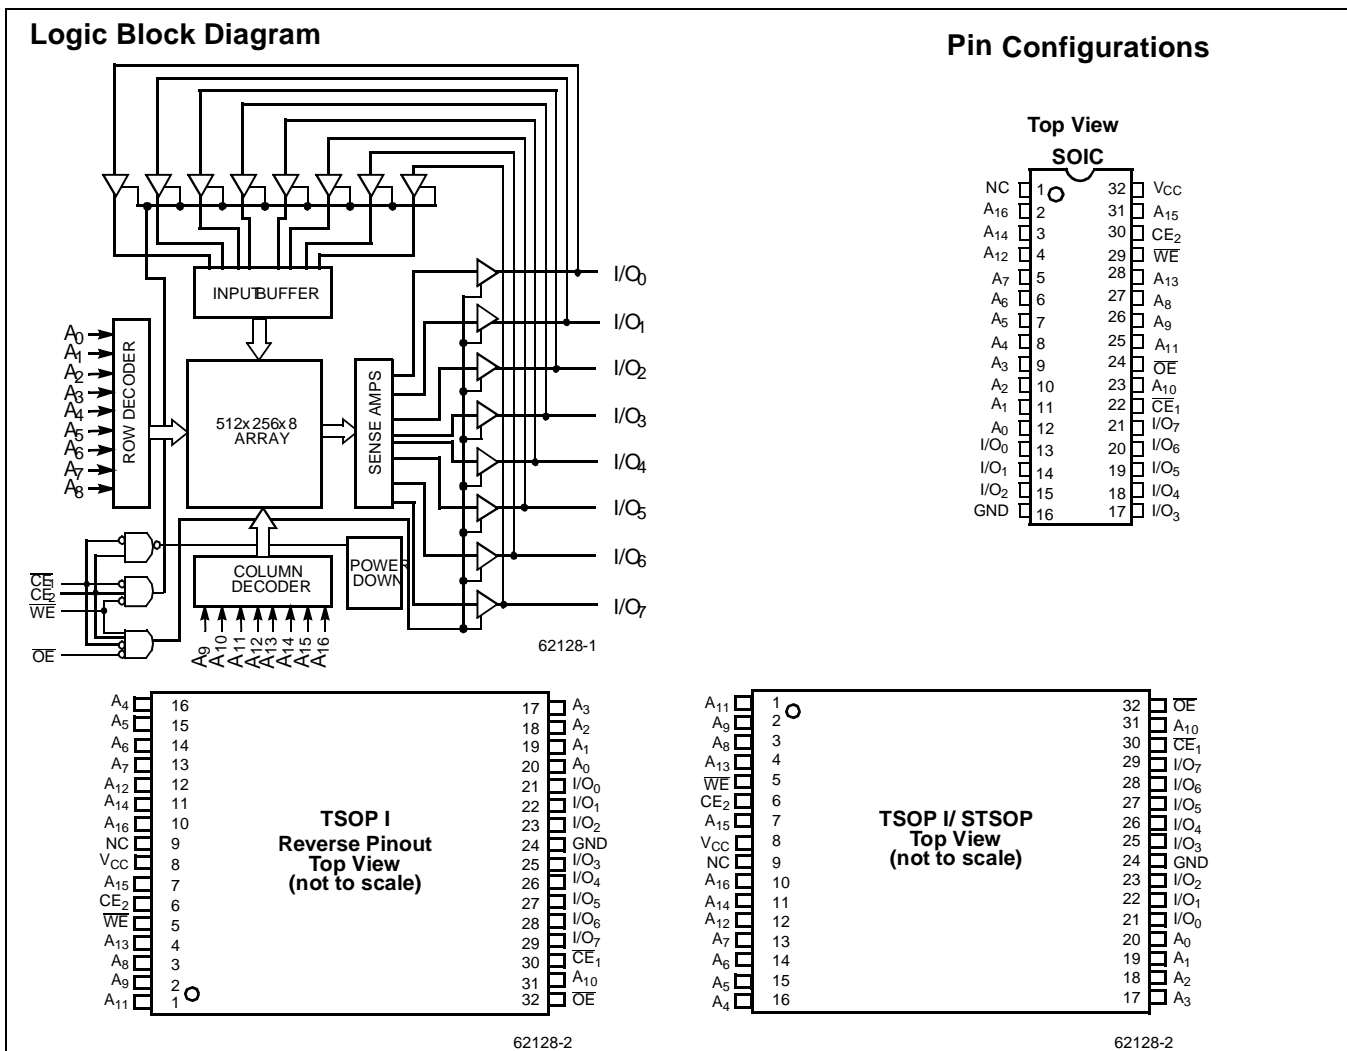 Logic Block Diagram
INPUT BUFFER
A0
A1
A2
A3
A4
A5
A6
A7
A8
ROW DECODER
512x256x8
ARRAY
SENSE AMPS
COLUMN
DECODER
POWER
DOWN
CE1
CE2
WE
OE
A9
A10
A11
A12
A13
A14
A15
A16
I/O0
I/O1
I/O2
I/O3
I/O4
I/O5
I/O6
I/O7
62128-1
Pin Configurations
Top View
SOIC
NC 1 32 VCC
A16 2 31 A15
A14 3 30 CE2
A12 4 29 WE
A7 5 28 A13
A6 6 27 A8
A5 7 26 A9
A4 8 25 A11
A3 9 24 OE
A2 10 23 A10
A1 11 22 CE1
A0 12 21 I/O7
I/O0 13 20 I/O6
I/O1 14 19 I/O5
I/O2 15 18 I/O4
GND 16 17 I/O3
A4 16 17 A3
A5 15 18 A2
A6 14 19 A1
A7 13 20 A0
A12 12 21 I/O0
A14 11 22 I/O1
A16 10 23 I/O2
NC 9 24 GND
VCC 8 25 I/O3
A15 7 26 I/O4
CE2 6 27 I/O5
WE 5 28 I/O6
A13 4 29 I/O7
A8 3 30 CE1
A9 2 31 A10
A11 1 32 OE
TSOP I
Reverse Pinout
Top View
(not to scale)
62128-2
A11 1 32 OE
A9 2 31 A10
A8 3 30 CE1
A13 4 29 I/O7
WE 5 28 I/O6
CE2 6 27 I/O5
A15 7 26 I/O4
VCC 8 25 I/O3
NC 9 24 GND
A16 10 23 I/O2
A14 11 22 I/O1
A12 12 21 I/O0
A7 13 20 A0
A6 14 19 A1
A5 15 18 A2
A4 16 17 A3
TSOP I/ STSOP
Top View
(not to scale)
62128-2